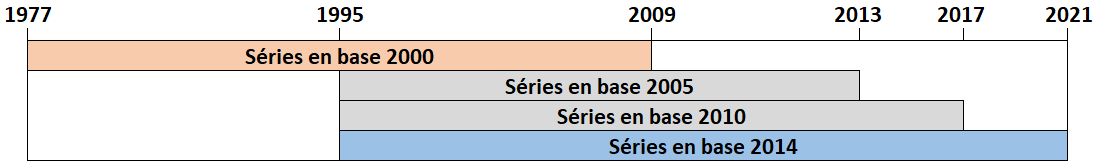 1977 1995 2009 2013 2017 2021
Séries en base 2000
Séries en base 2005
Séries en base 2010
Séries en base 2014